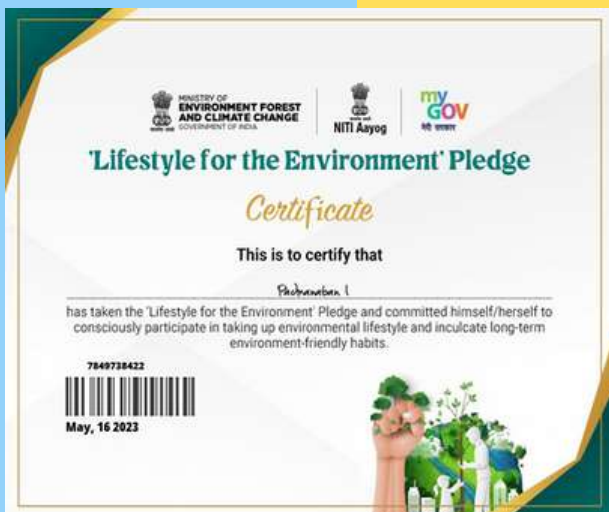 MINISTRY OF
ENVIRONMENT FOREST
AND CLIMATE CHANGE
GOVERNMENT OF INDIA
NITI Aayog
my
GOV
मेरी सरकार
'Lifestyle for the Environment' Pledge
Certificate
This is to certify that
has taken the 'Lifestyle for the Environment' Pledge and committed himself/herself to
consciously participate in taking up environmental lifestyle and inculcate long-term
environment-friendly habits.
7849738422
May, 16 2023